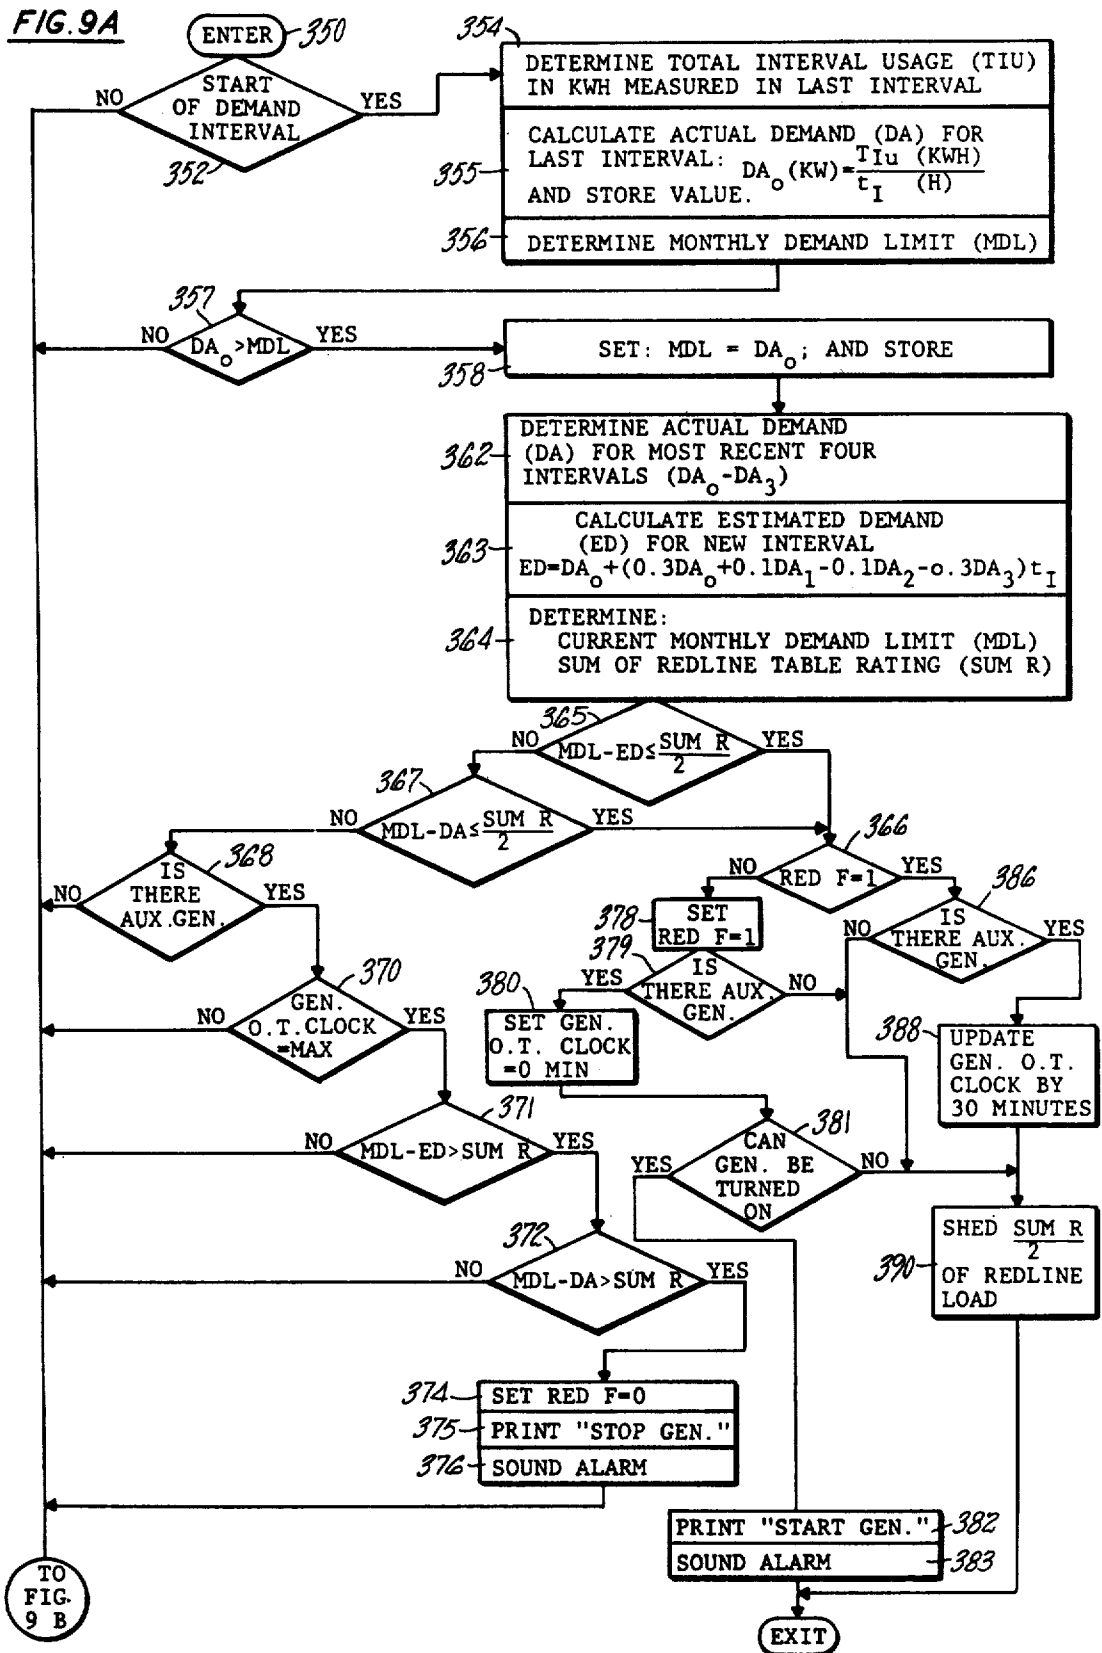 FIG. 9A
ENTER 350
START
OF DEMAND
INTERVAL
352
NO
YES
354
DETERMINE TOTAL INTERVAL USAGE (TIU)
IN KWH MEASURED IN LAST INTERVAL
355
CALCULATE ACTUAL DEMAND (DA) FOR
LAST INTERVAL: DAo(KW)=TIu (KWH)
tI (H)
AND STORE VALUE.
356 DETERMINE MONTHLY DEMAND LIMIT (MDL)
357
NO DAo>MDL YES
358
SET: MDL = DAo; AND STORE
362
DETERMINE ACTUAL DEMAND
(DA) FOR MOST RECENT FOUR
INTERVALS (DAo-DA3)
363
CALCULATE ESTIMATED DEMAND
(ED) FOR NEW INTERVAL
ED=DAo+(0.3DAo+0.1DA1-0.1DA2-o.3DA3)tI
364
DETERMINE:
CURRENT MONTHLY DEMAND LIMIT (MDL)
SUM OF REDLINE TABLE RATING (SUM R)
365
NO MDL-ED≤SUM R YES
2
367
NO MDL-DA≤SUM R YES
2
366
NO RED F=1 YES
368
IS
THERE
AUX.GEN.
NO
YES
378
SET
RED F=1
386
IS
THERE AUX.
GEN.
NO
YES
379
IS
THERE AUX.
GEN.
YES
NO
370
GEN.
O.T.CLOCK
=MAX
NO
YES
380
SET GEN.
O.T. CLOCK
=0 MIN
388
UPDATE
GEN. O.T.
CLOCK BY
30 MINUTES
371
NO MDL-ED>SUM R YES
381
CAN
GEN. BE
TURNED
ON
YES
NO
372
NO MDL-DA>SUM R YES
390
SHED SUM R
2
OF REDLINE
LOAD
374 SET RED F=0
375 PRINT "STOP GEN."
376 SOUND ALARM
PRINT "START GEN." 382
SOUND ALARM 383
TO
FIG.
9 B
EXIT